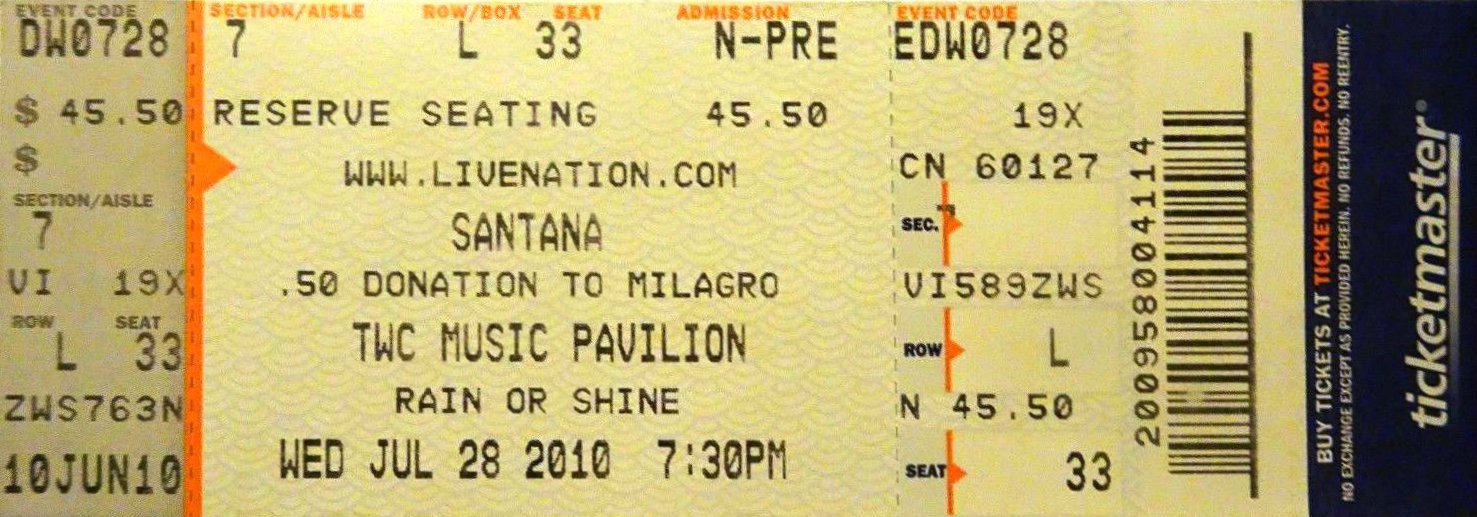 EVENT CODE
DW0728
$ 45.50
$
SECTION/AISLE
7
VI 19X
ROW SEAT
L 33
ZWS763N
10JUN10
SECTION/AISLE ROW/BOX SEAT ADMISSION
7 L 33 N-PRE
RESERVE SEATING 45.50
WWW.LIVENATION.COM
SANTANA
.50 DONATION TO MILAGRO
TWC MUSIC PAVILION
RAIN OR SHINE
WED JUL 28 2010 7:30PM
EVENT CODE
EDW0728
19X
CN 60127
SEC.
VI589ZWS
ROW L
N 45.50
SEAT 33
200958004114
BUY TICKETS AT TICKETMASTER.COM
NO EXCHANGE EXCEPT AS PROVIDED HEREIN. NO REFUNDS. NO REENTRY.
ticketmaster®